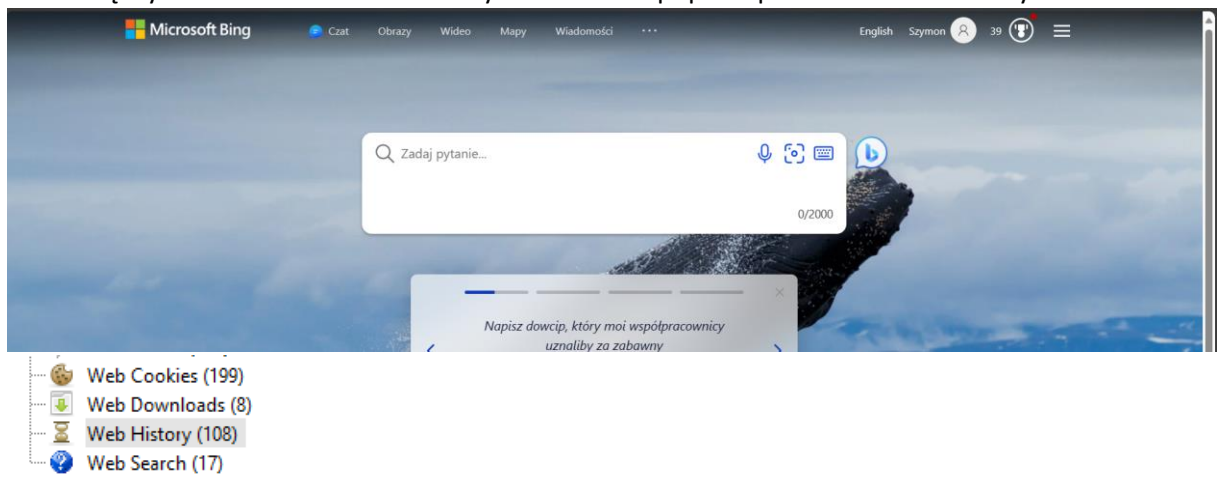 Microsoft Bing Czat Obrazy Wideo Mapy Wiadomości ··· English Szymon 39
Zadaj pytanie...
0/2000
Napisz dowcip, który moi współpracownicy
uznaliby za zabawny
Web Cookies (199)
Web Downloads (8)
Web History (108)
Web Search (17)